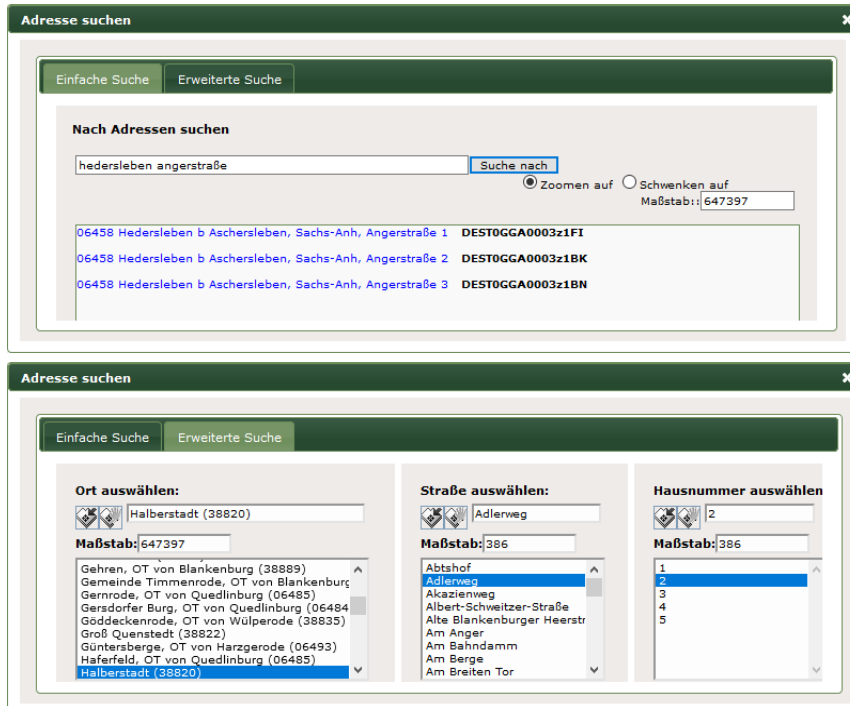 Adresse suchen
Einfache Suche Erweiterte Suche
Nach Adressen suchen
hedersleben angerstraße Suche nach
Zoomen auf Schwenken auf
Maßstab:: 647397
06458 Hedersleben b Aschersleben, Sachs-Anh, Angerstraße 1 DEST0GGA0003z1FI
06458 Hedersleben b Aschersleben, Sachs-Anh, Angerstraße 2 DEST0GGA0003z1BK
06458 Hedersleben b Aschersleben, Sachs-Anh, Angerstraße 3 DEST0GGA0003z1BN
Adresse suchen
Einfache Suche Erweiterte Suche
Ort auswählen:
Halberstadt (38820)
Maßstab: 647397
Gehren, OT von Blankenburg (38889)
Gemeinde Timmenrode, OT von Blankenburg
Gernrode, OT von Quedlinburg (06485)
Gersdorfer Burg, OT von Quedlinburg (06484
Göddeckenrode, OT von Wülperode (38835)
Groß Quenstedt (38822)
Güntersberge, OT von Harzgerode (06493)
Haferfeld, OT von Quedlinburg (06485)
Halberstadt (38820)
Straße auswählen:
Adlerweg
Maßstab: 386
Abtshof
Adlerweg
Akazienweg
Albert-Schweitzer-Straße
Alte Blankenburger Heerstr
Am Anger
Am Bahndamm
Am Berge
Am Breiten Tor
Hausnummer auswählen
2
Maßstab: 386
1
2
3
4
5